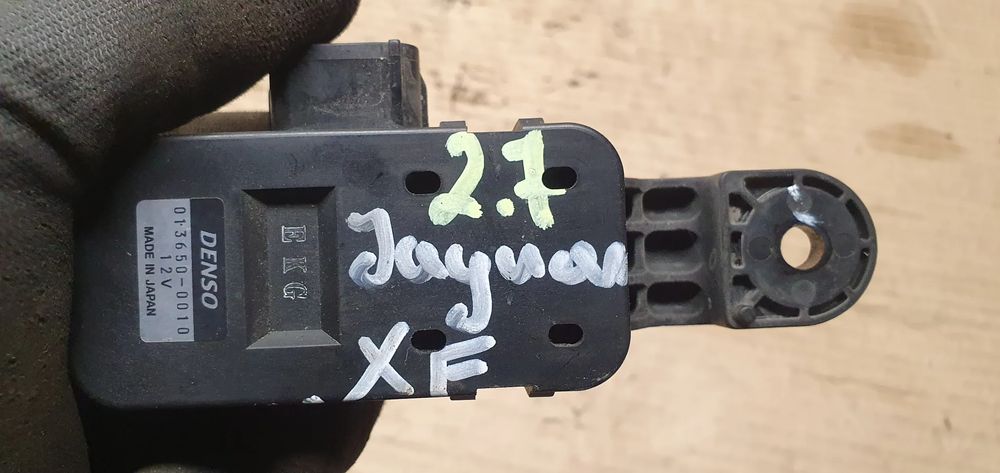 2.7
Jaguar
XF
EKG
DENSO
013650-0010
12V
MADE IN JAPAN